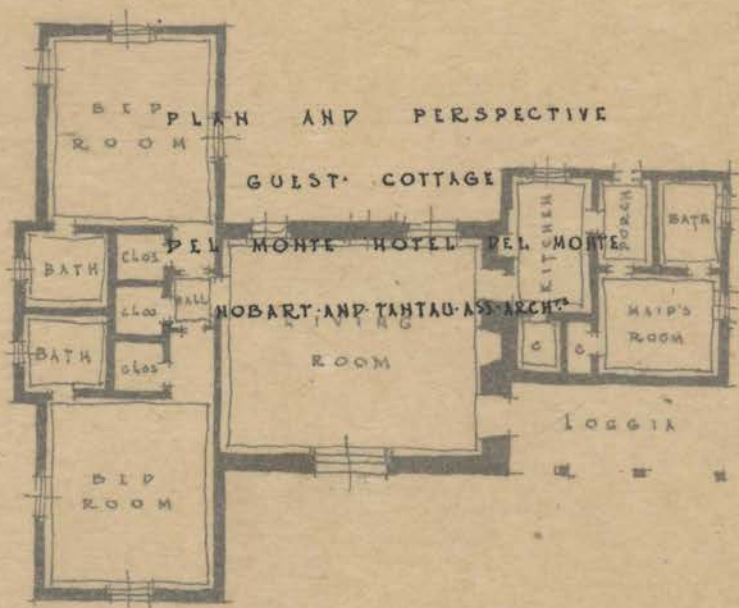 PLAN AND PERSPECTIVE
GUEST· COTTAGE
DEL MONTE HOTEL DEL MONTE
HOBART·AND·TANTAU·ASS·ARCHTS
BED
ROOM
BATH
CLOS
HALL
CLOS
BATH
CLOS
BED
ROOM
LIVING
ROOM
KITCHEN
PORCH
BATH
MAID'S
ROOM
C
C
LOGGIA